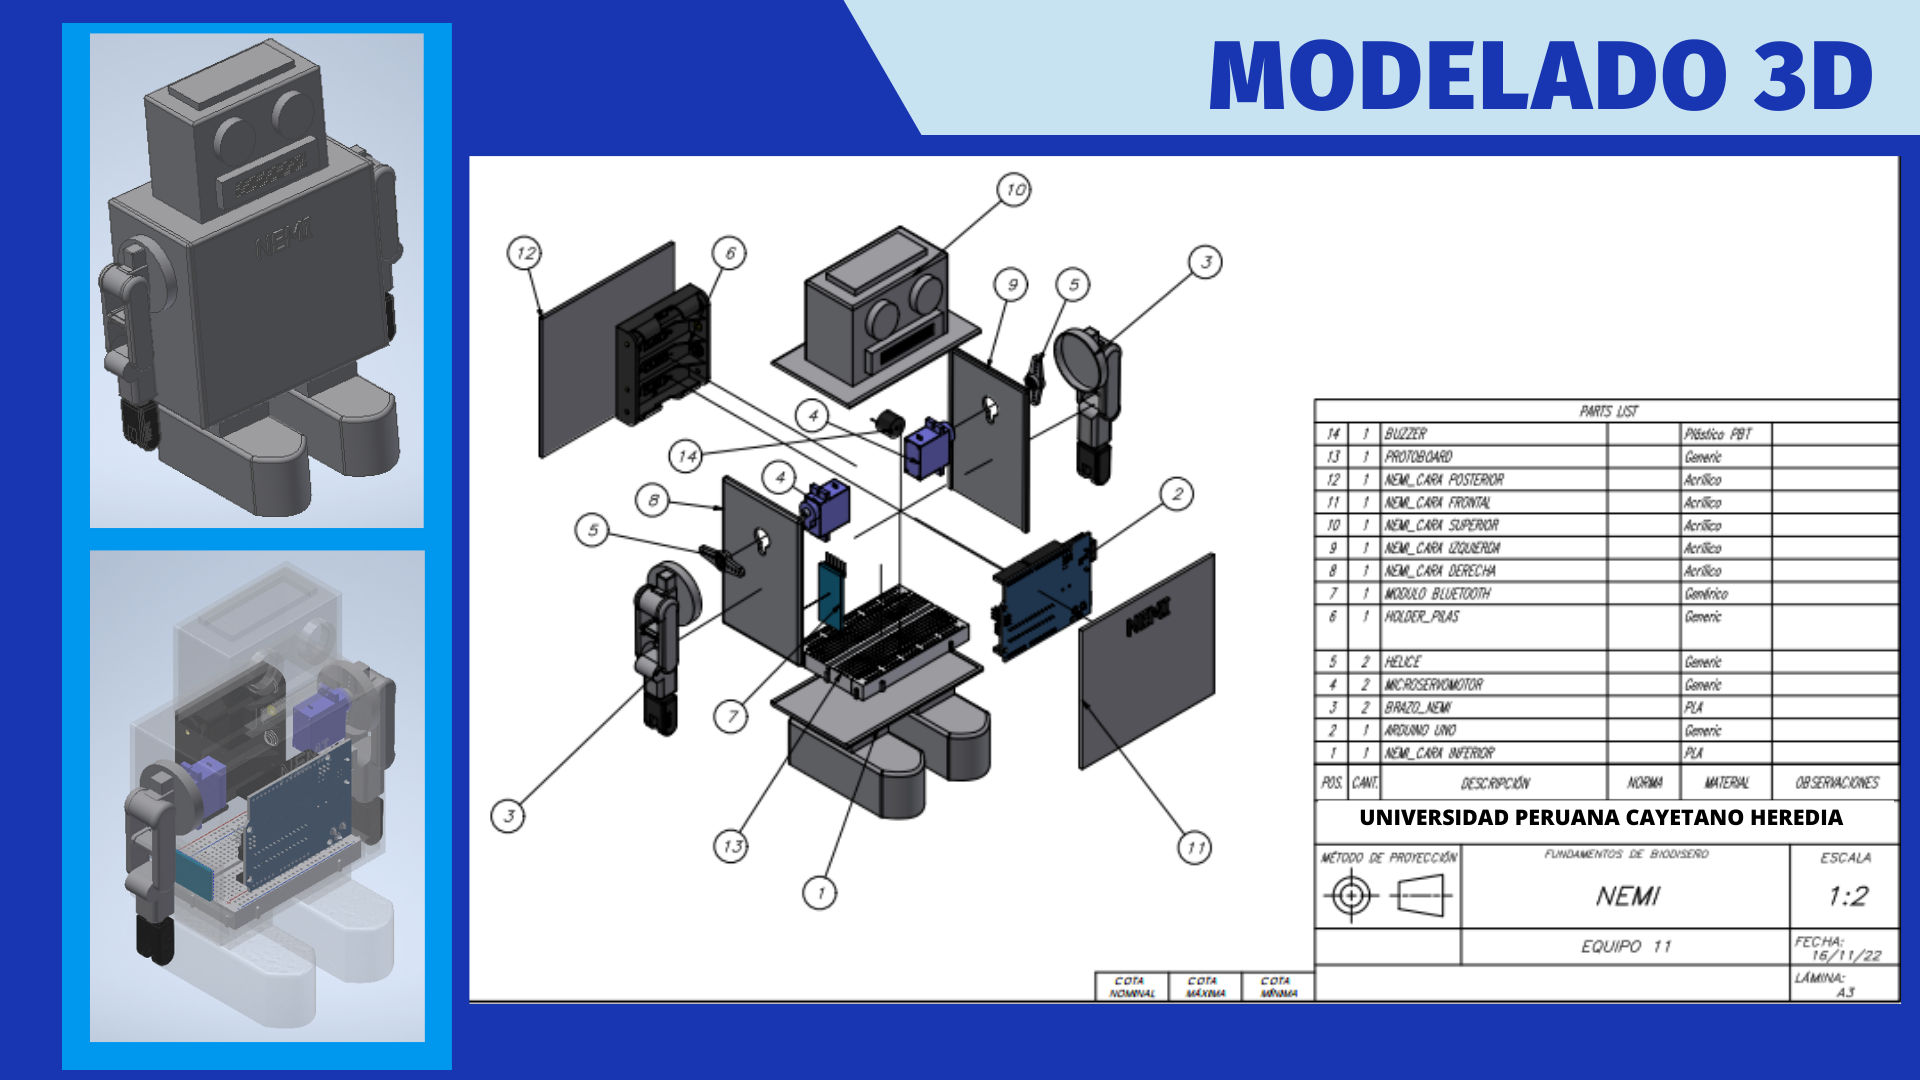 MODELADO 3D
NEMI
10
12
6
3
9
5
4
14
4
8
2
5
NEMI
7
3
13
11
1
PARTS LIST
14 1 BUZZER Plástico PBT
13 1 PROTOBOARD Generic
12 1 NEMI_CARA POSTERIOR Acrílico
11 1 NEMI_CARA FRONTAL Acrílico
10 1 NEMI_CARA SUPERIOR Acrílico
9 1 NEMI_CARA IZQUIERDA Acrílico
8 1 NEMI_CARA DERECHA Acrílico
7 1 MODULO BLUETOOTH Genérico
6 1 HOLDER_PILAS Generic
5 2 HELICE Generic
4 2 MICROSERVOMOTOR Generic
3 2 BRAZO_NEMI PLA
2 1 ARDUINO UNO Generic
1 1 NEMI_CARA INFERIOR PLA
POS. CANT. DESCRIPCIÓN NORMA MATERIAL OBSERVACIONES
UNIVERSIDAD PERUANA CAYETANO HEREDIA
MÉTODO DE PROYECCIÓN
FUNDAMENTOS DE BIODISEÑO
NEMI
ESCALA
1:2
EQUIPO 11
FECHA:
16/11/22
LÁMINA:
A3
COTA NOMINAL
COTA MÁXIMA
COTA MÍNIMA